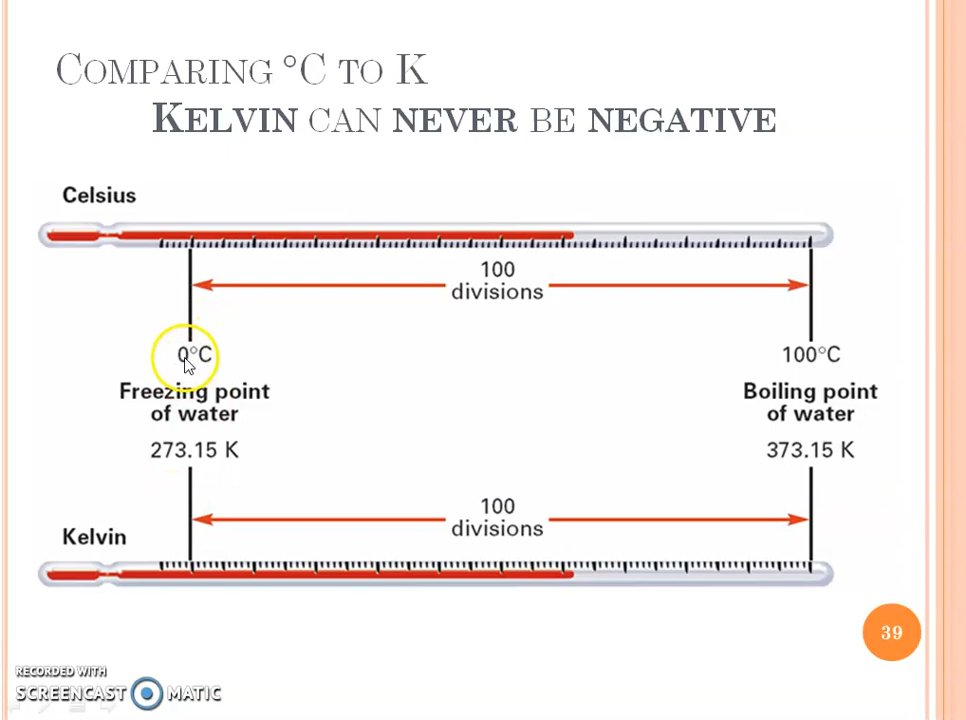 COMPARING °C TO K
KELVIN CAN NEVER BE NEGATIVE
Celsius
100
divisions
0°C
100°C
Freezing point
of water
Boiling point
of water
273.15 K
373.15 K
100
divisions
Kelvin
39
RECORDED WITH
SCREENCAST MATIC